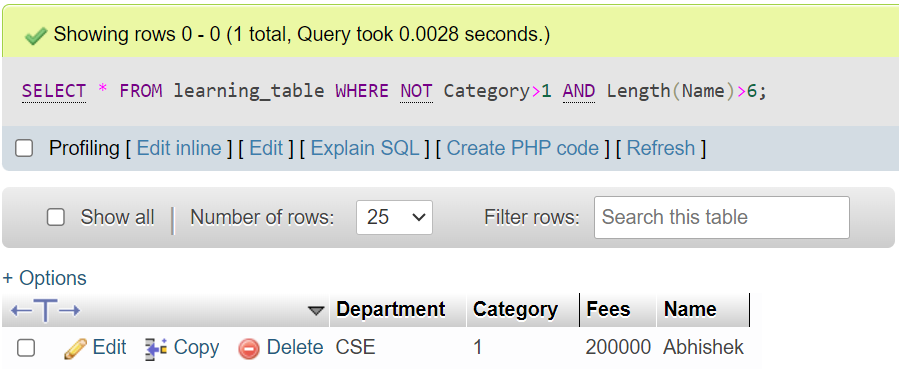 Showing rows 0 - 0 (1 total, Query took 0.0028 seconds.)
SELECT * FROM learning_table WHERE NOT Category>1 AND Length(Name)>6;
Profiling [ Edit inline ] [ Edit ] [ Explain SQL ] [ Create PHP code ] [ Refresh ]
Show all Number of rows: 25 Filter rows: Search this table
+ Options
Department Category Fees Name
Edit Copy Delete CSE 1 200000 Abhishek